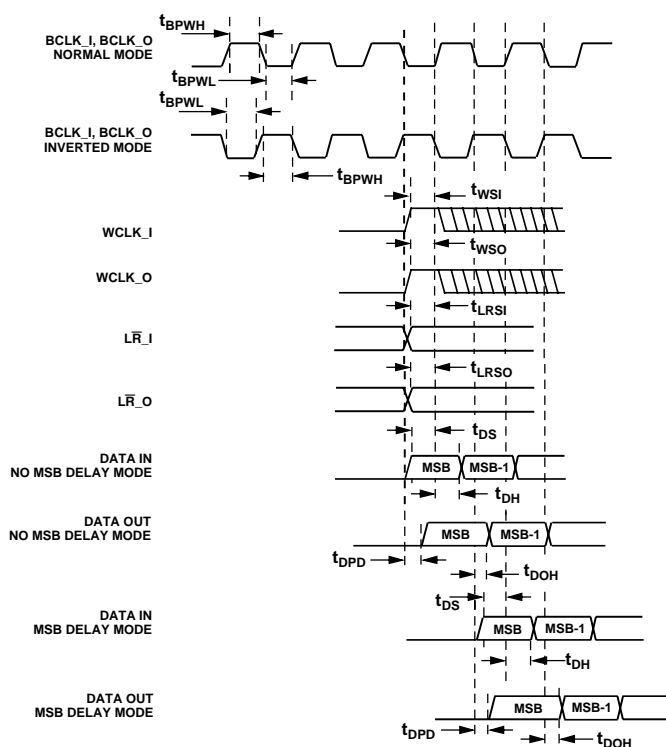 tBPWH
BCLK_I, BCLK_O
NORMAL MODE
tBPWL
tBPWL
BCLK_I, BCLK_O
INVERTED MODE
tBPWH
tWSI
WCLK_I
tWSO
WCLK_O
tLRSI
LR̅_I
tLRSO
LR̅_O
tDS
DATA IN
NO MSB DELAY MODE
MSB MSB-1
tDH
DATA OUT
NO MSB DELAY MODE
MSB MSB-1
tDPD
tDOH
tDS
DATA IN
MSB DELAY MODE
MSB MSB-1
tDH
DATA OUT
MSB DELAY MODE
MSB MSB-1
tDPD
tDOH